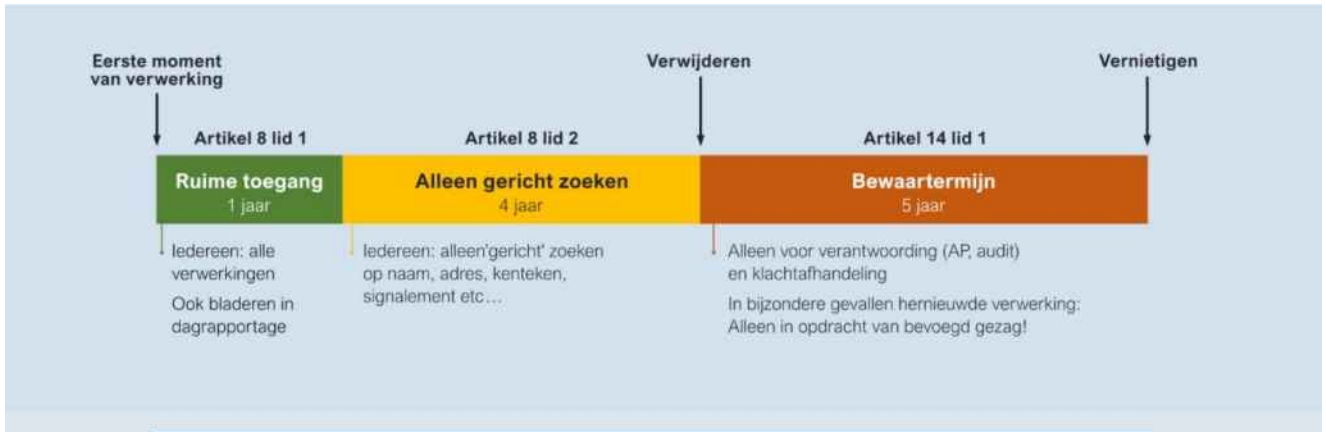 Eerste moment
van verwerking
Verwijderen
Vernietigen
Artikel 8 lid 1
Artikel 8 lid 2
Artikel 14 lid 1
Ruime toegang
1 jaar
Alleen gericht zoeken
4 jaar
Bewaartermijn
5 jaar
Iedereen: alle
verwerkingen
Ook bladeren in
dagrapportage
Iedereen: alleen'gericht' zoeken
op naam, adres, kenteken,
signalement etc…
Alleen voor verantwoording (AP, audit)
en klachtafhandeling
In bijzondere gevallen hernieuwde verwerking:
Alleen in opdracht van bevoegd gezag!